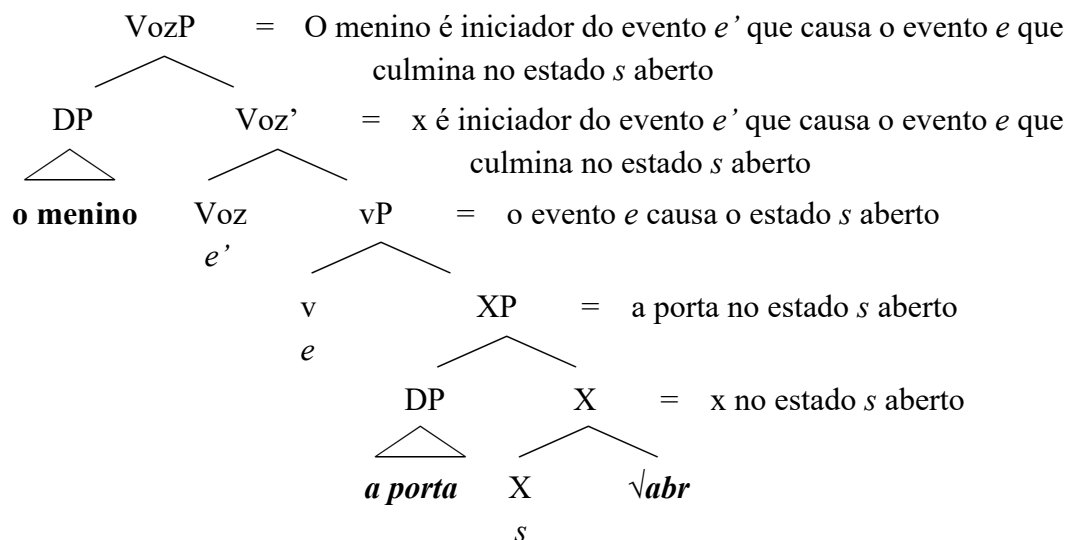 VozP = O menino é iniciador do evento e’ que causa o evento e que
culmina no estado s aberto
DP Voz’ = x é iniciador do evento e’ que causa o evento e que
culmina no estado s aberto
o menino Voz vP = o evento e causa o estado s aberto
e’
v XP = a porta no estado s aberto
e
DP X = x no estado s aberto
a porta X √abr
s